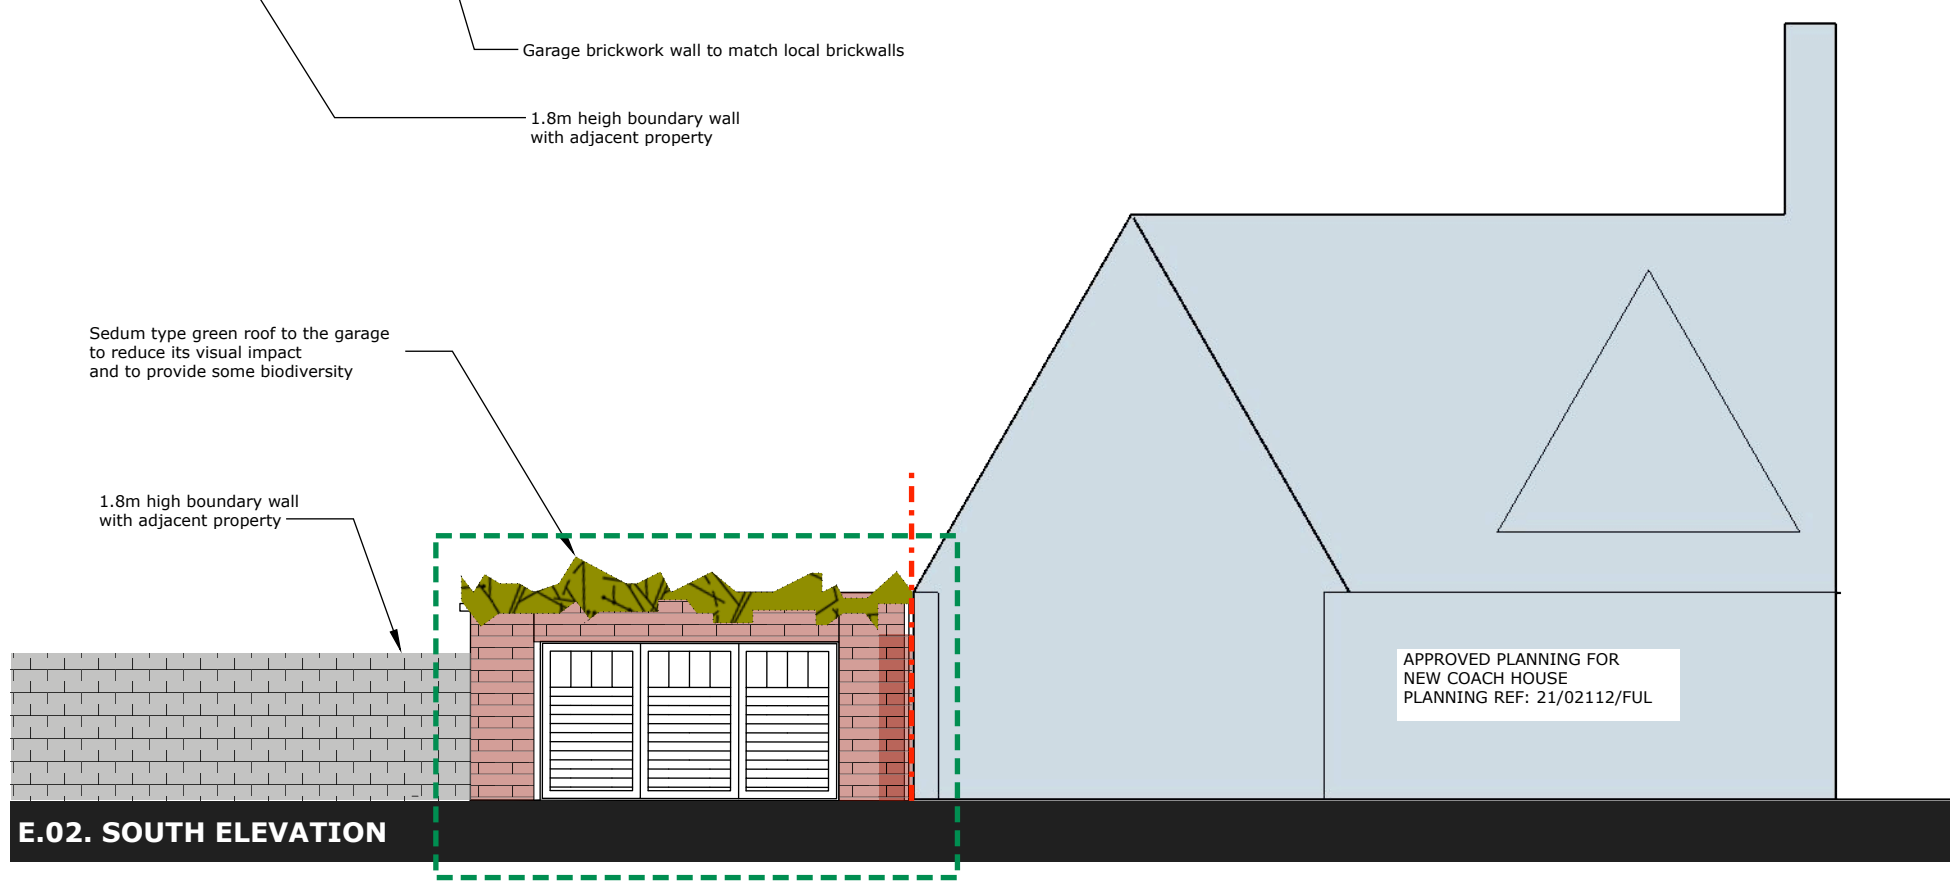 Garage brickwork wall to match local brickwalls
1.8m heigh boundary wall
with adjacent property
Sedum type green roof to the garage
to reduce its visual impact
and to provide some biodiversity
1.8m high boundary wall
with adjacent property
APPROVED PLANNING FOR
NEW COACH HOUSE
PLANNING REF: 21/02112/FUL
E.02. SOUTH ELEVATION